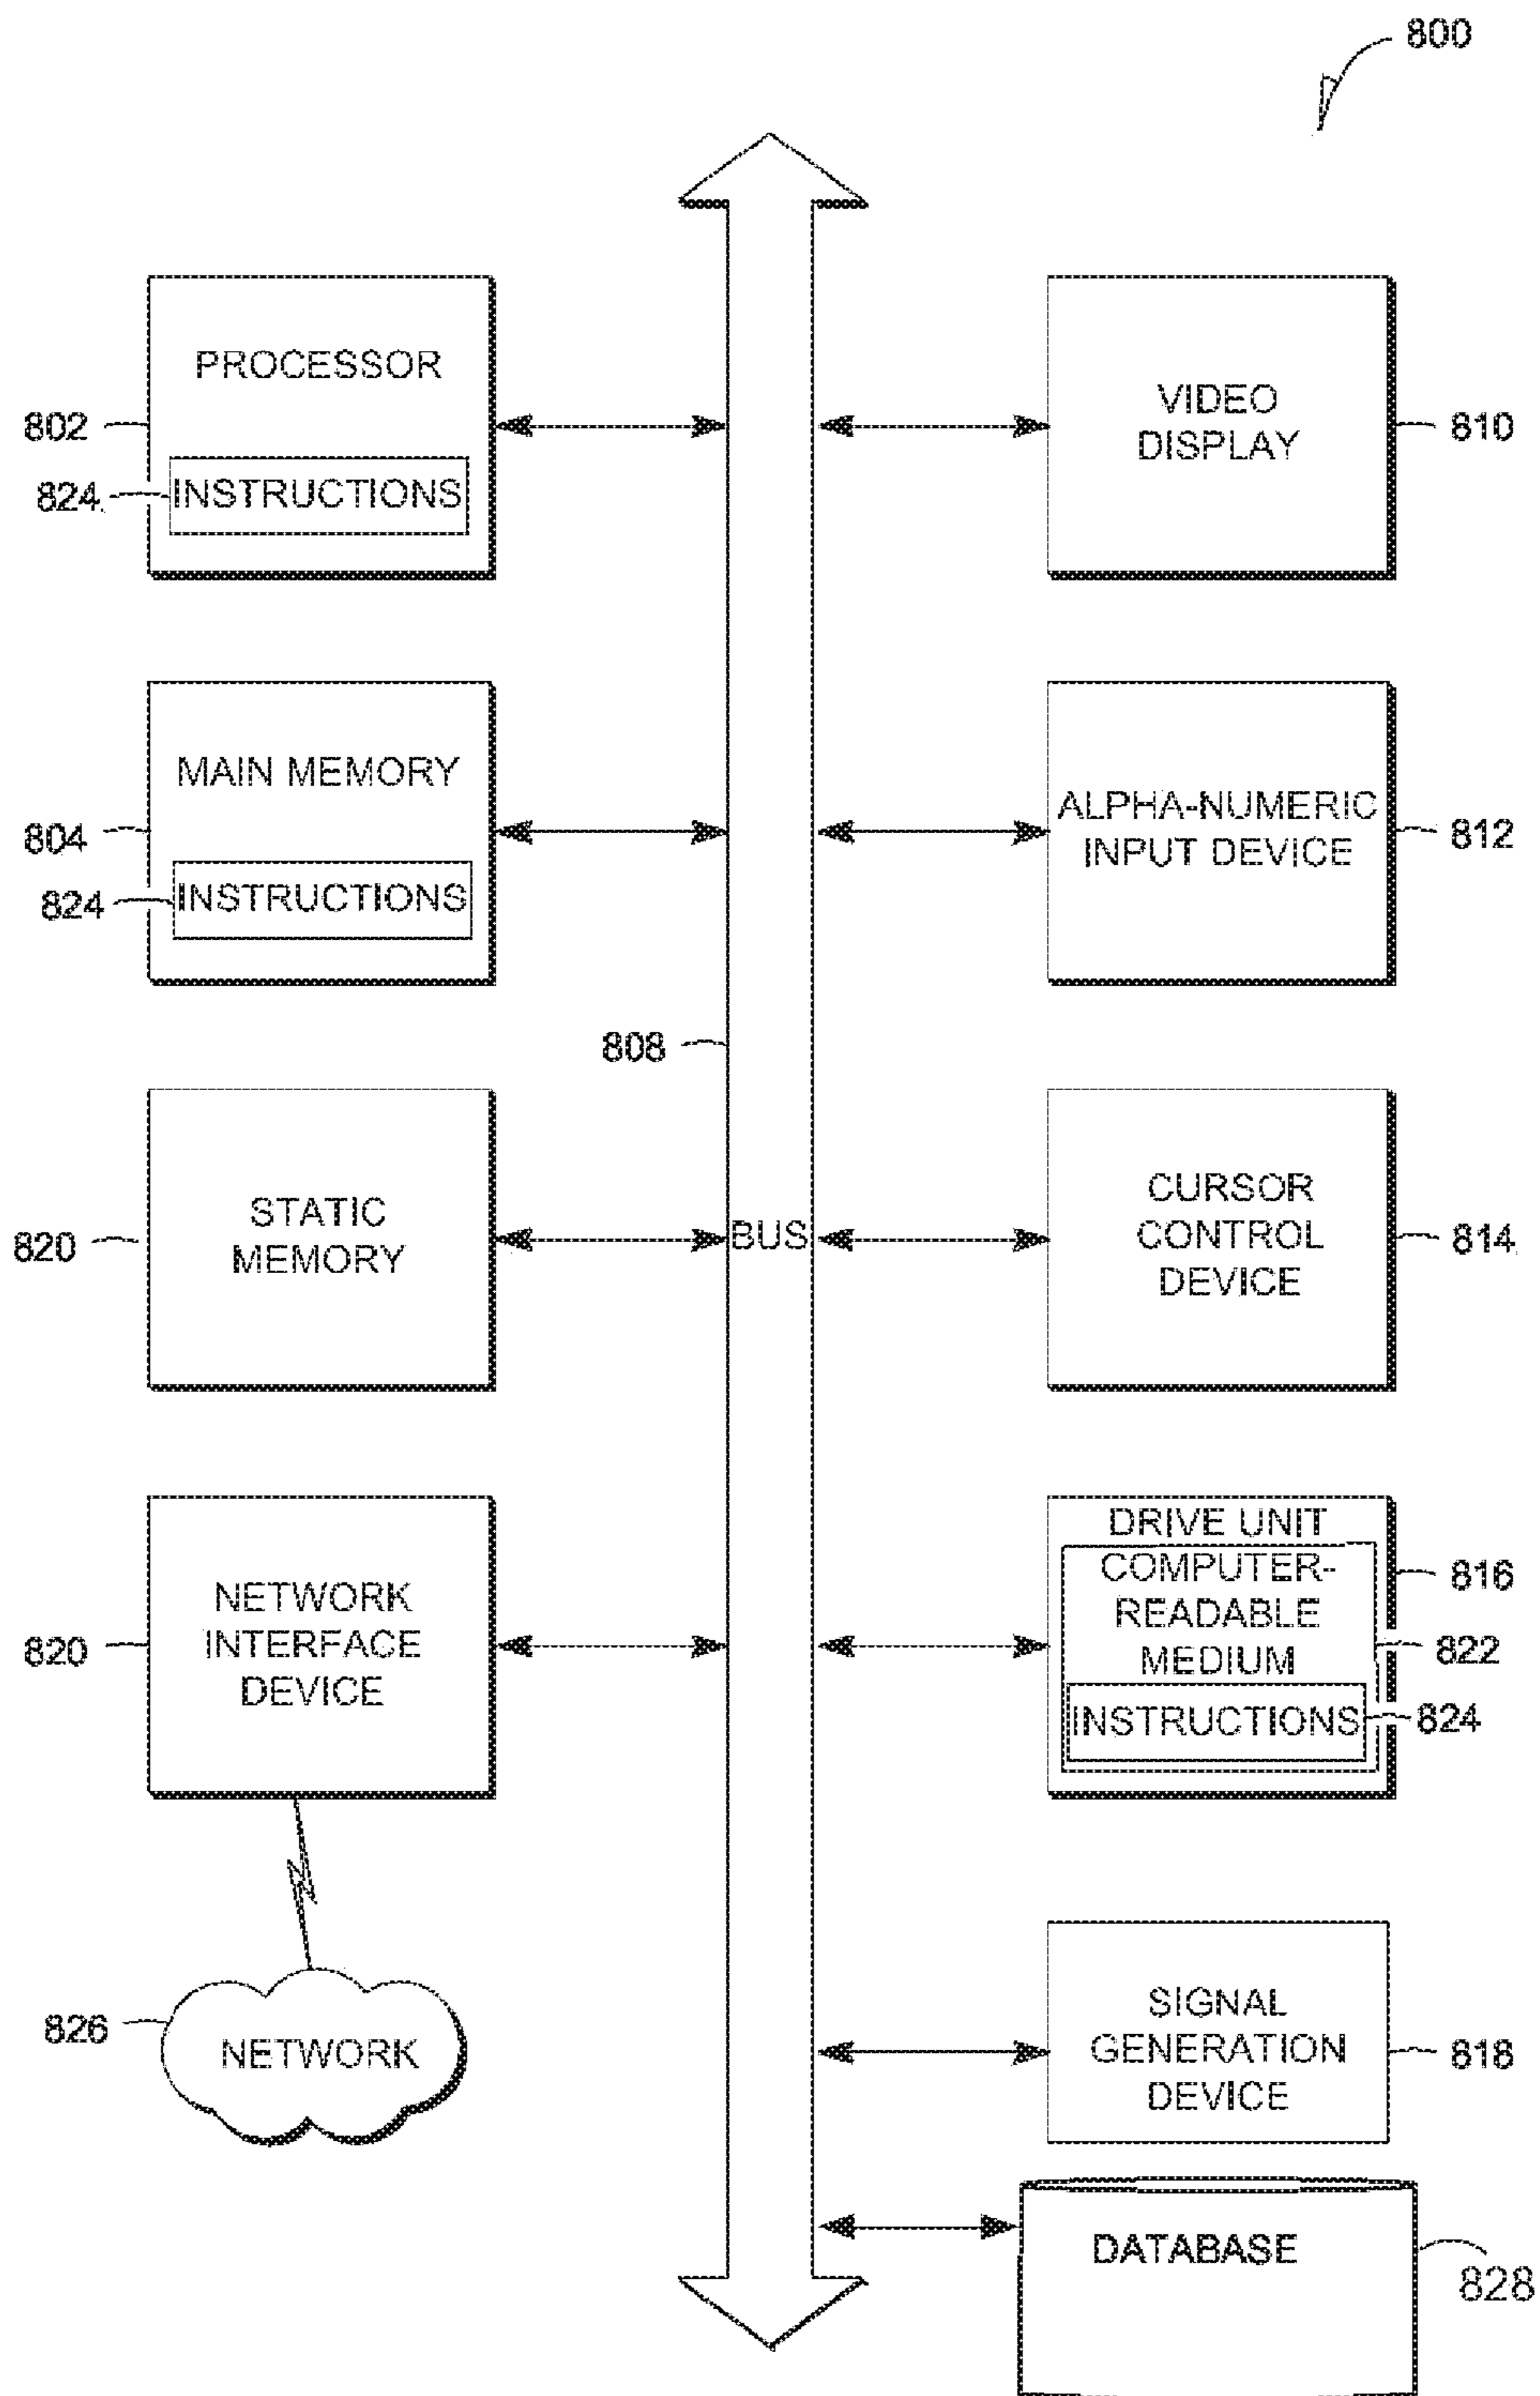 800
PROCESSOR
802
824
INSTRUCTIONS
VIDEO
DISPLAY
810
MAIN MEMORY
804
824
INSTRUCTIONS
ALPHA-NUMERIC
INPUT DEVICE
812
808
STATIC
MEMORY
820
BUS
CURSOR
CONTROL
DEVICE
814
NETWORK
INTERFACE
DEVICE
820
DRIVE UNIT
COMPUTER-
READABLE
MEDIUM
INSTRUCTIONS
816
822
824
826
NETWORK
SIGNAL
GENERATION
DEVICE
818
DATABASE
828